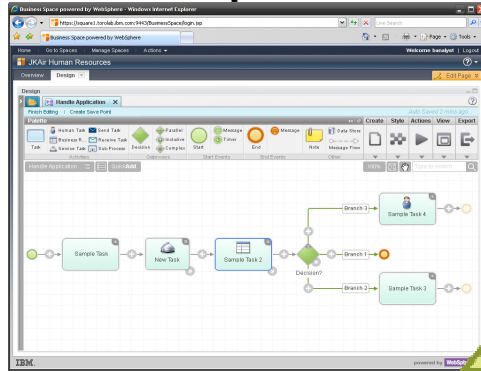 Business Space powered by WebSphere - Windows Internet Explorer
https://square1.torolab.ibm.com:9443/BusinessSpace/login.jsp
Live Search
Business Space powered by WebSphere
Page
Tools
Home Go to Spaces Manage Spaces Actions
Welcome banalyst Logout
JKAir Human Resources
Overview Design
Edit Page
Design
Handle Application X
Finish Editing Create Save Point
Auto Saved 2 mins ago
Palette Create Style Actions View Export
Human Task Send Task Parallel Message Message Data Store
Business R... Receive Task Inclusive Timer
Service Task Sub Process Complex Message Flow
Task Decision Start End Note
Activities Gateways Start Events End Events Other
Handle Application QuickAdd 100% Type to Search
Branch 3
Sample Task 4
Sample Task
New Task
Sample Task 2
Branch 1
Decision?
Branch 2
Sample Task 3
IBM.
powered by